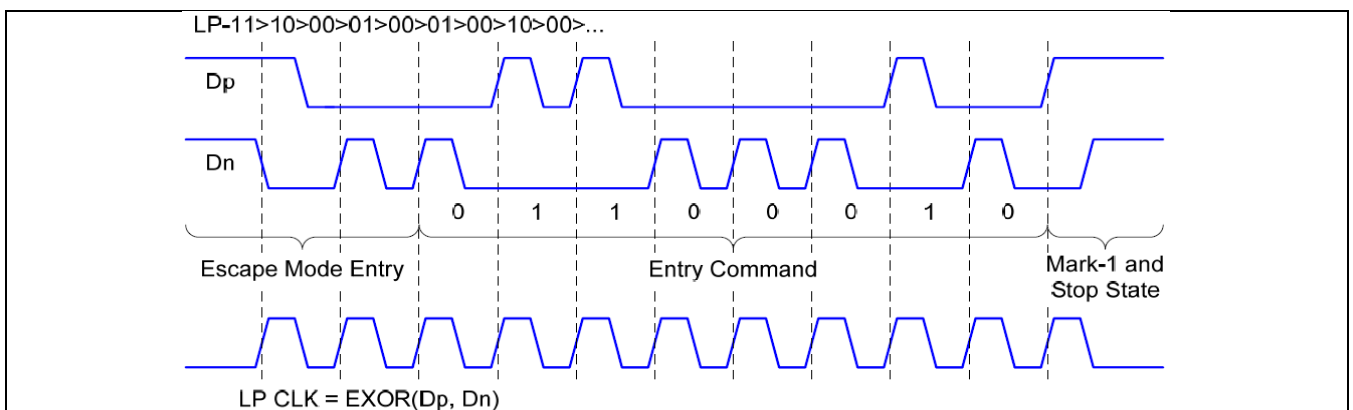 LP-11>10>00>01>00>01>00>10>00>...
Dp
Dn
0 1 1 0 0 0 1 0
Escape Mode Entry
Entry Command
Mark-1 and
Stop State
LP CLK = EXOR(Dp, Dn)